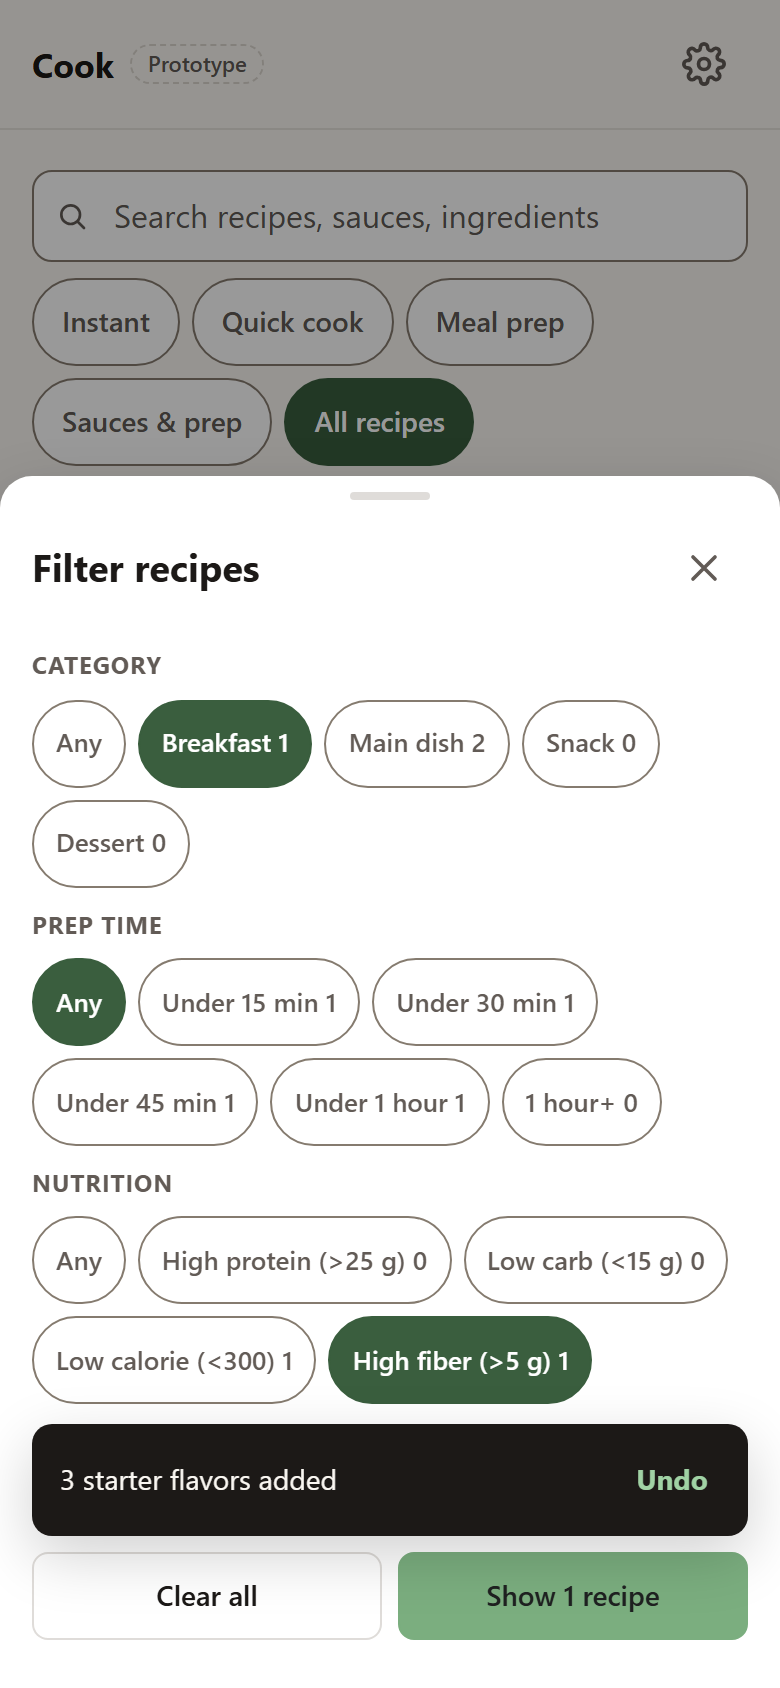 Cook Prototype
Search recipes, sauces, ingredients
Instant Quick cook Meal prep
Sauces & prep All recipes
Filter recipes
CATEGORY
Any Breakfast 1 Main dish 2 Snack 0
Dessert 0
PREP TIME
Any Under 15 min 1 Under 30 min 1
Under 45 min 1 Under 1 hour 1 1 hour+ 0
NUTRITION
Any High protein (>25 g) 0 Low carb (<15 g) 0
Low calorie (<300) 1 High fiber (>5 g) 1
3 starter flavors added Undo
Clear all Show 1 recipe